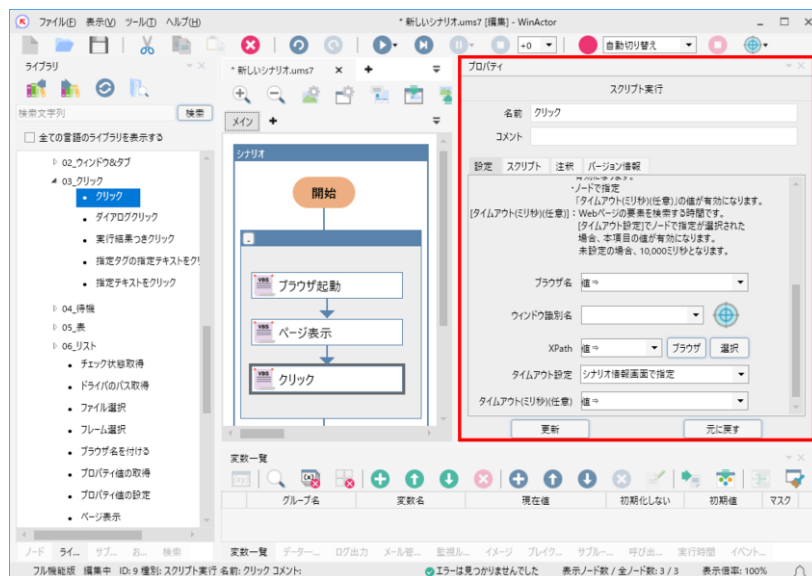 ファイル(F) 表示(V) ツール(T) ヘルプ(H)
* 新しいシナリオ.ums7 [編集] - WinActor
+0
自動切り替え
ライブラリ
検索文字列
検索
全ての言語のライブラリを表示する
02_ウィンドウ&タブ
03_クリック
クリック
ダイアログクリック
実行結果つきクリック
指定タグの指定テキストをクリ
指定テキストをクリック
04_待機
05_表
06_リスト
チェック状態取得
ドライバのパス取得
ファイル選択
フレーム選択
ブラウザ名を付ける
プロパティ値の取得
プロパティ値の設定
ページ表示
ノード ライ... サブ... お... 検索
* 新しいシナリオ.ums7
メイン
シナリオ
開始
ブラウザ起動
ページ表示
クリック
プロパティ
スクリプト実行
名前 クリック
コメント
設定 スクリプト 注釈 バージョン情報
有効になります。
・ノードで指定
「タイムアウト(ミリ秒)(任意)」の値が有効になります。
[タイムアウト(ミリ秒)(任意)]:Webページの要素を検索する時間です。
[タイムアウト設定]でノードで指定が選択された
場合、本項目の値が有効になります。
未設定の場合、10,000ミリ秒となります。
ブラウザ名 値⇒
ウィンドウ識別名
XPath 値⇒ ブラウザ 選択
タイムアウト設定 シナリオ情報画面で指定
タイムアウト(ミリ秒)(任意) 値⇒
更新 元に戻す
変数一覧
グループ名 変数名 現在値 初期化しない 初期値 マスク
変数一覧 データー... ログ出力 メール管... 監視ル... イメージ ブレイク... サブルー... 呼び出... 実行時間 イベント...
フル機能版 編集中 ID: 9 種別: スクリプト実行 名前: クリック コメント:
エラーは見つかりませんでした 表示ノード数 / 全ノード数: 3 / 3 表示倍率: 100%